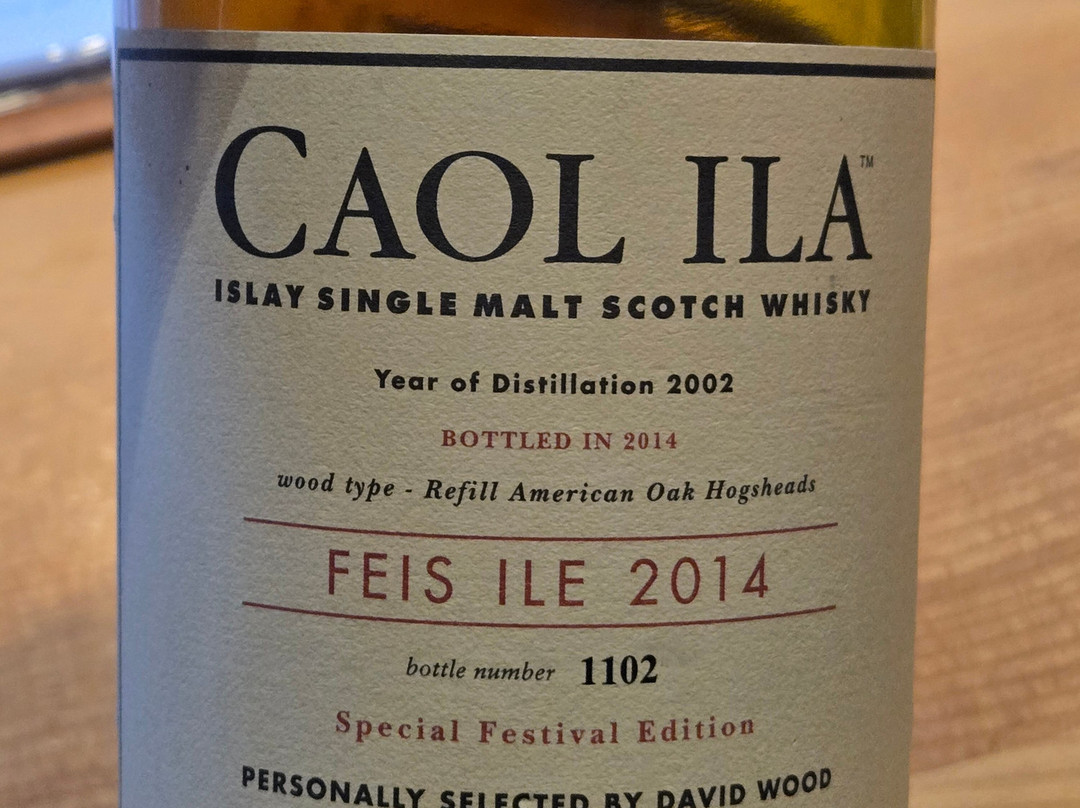 CAOL ILA™
ISLAY SINGLE MALT SCOTCH WHISKY
Year of Distillation 2002
BOTTLED IN 2014
wood type - Refill American Oak Hogsheads
FEIS ILE 2014
bottle number 1102
Special Festival Edition
PERSONALLY SELECTED BY DAVID WOOD